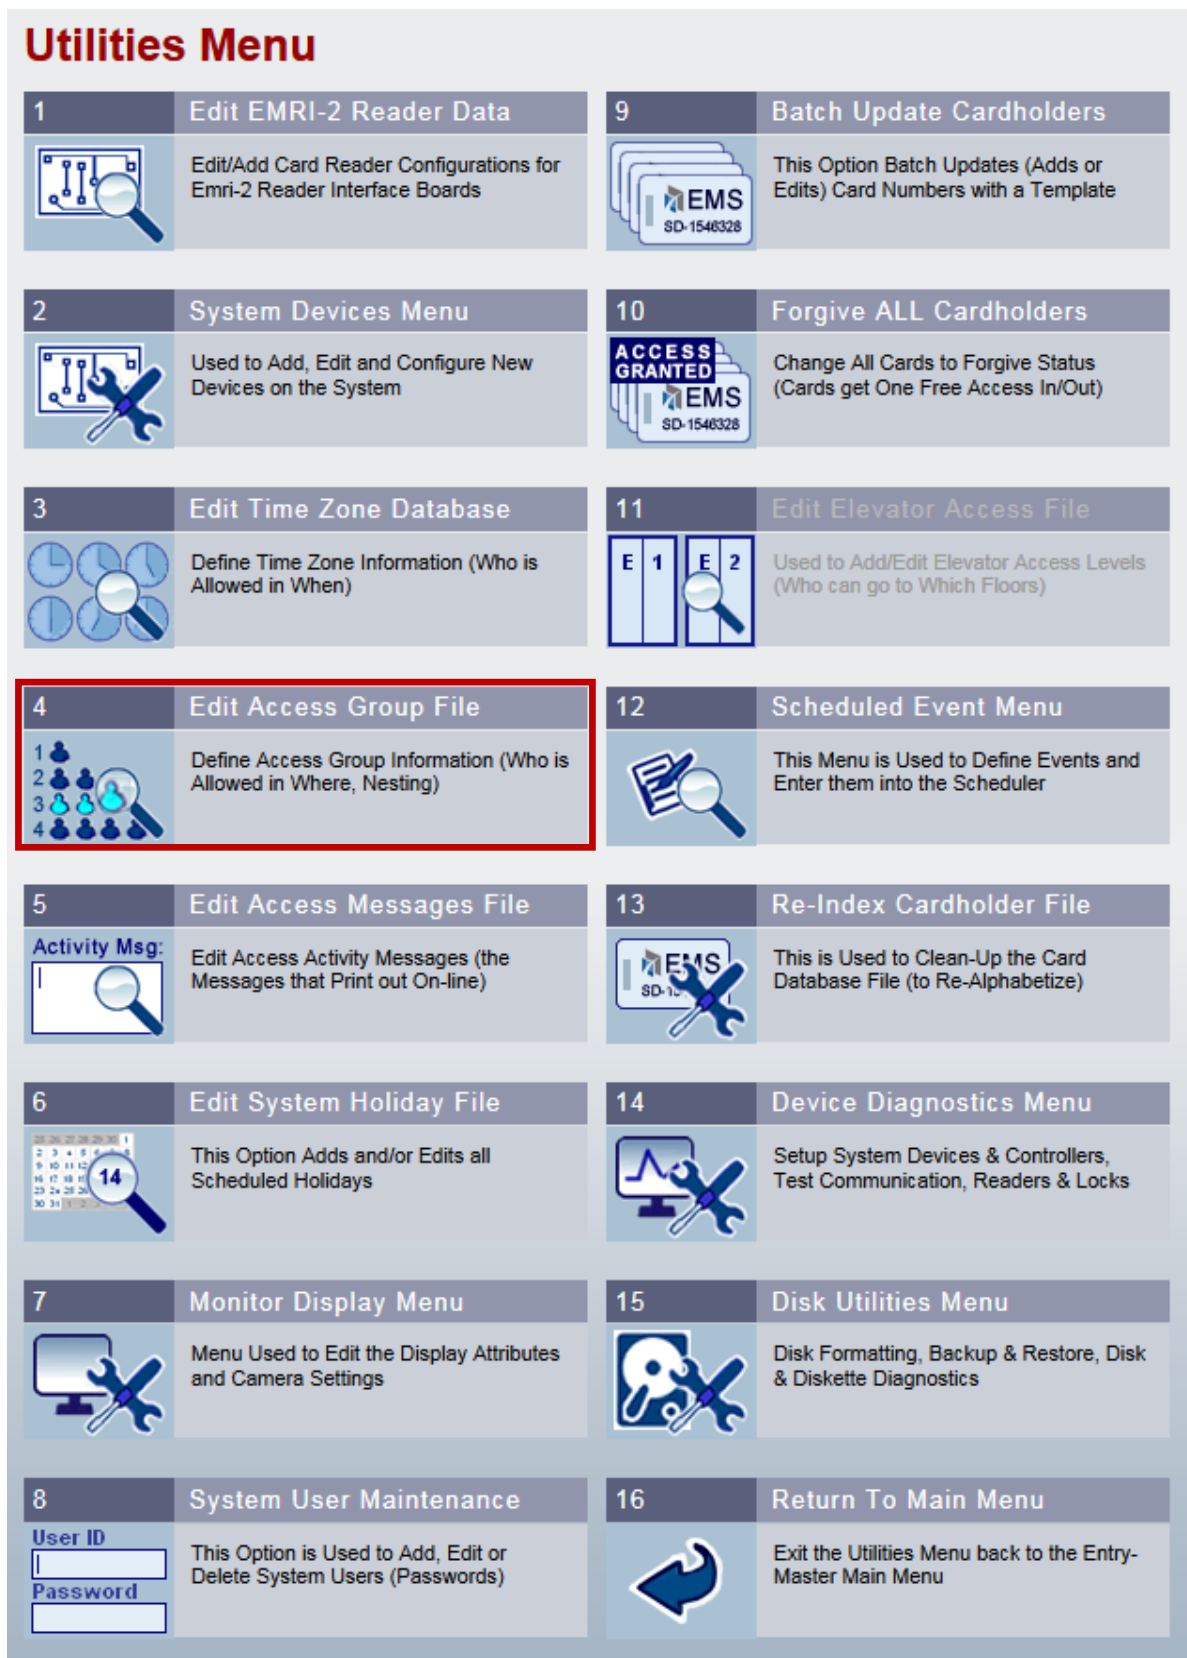 Utilities Menu
1 Edit EMRI-2 Reader Data
Edit/Add Card Reader Configurations for
Emri-2 Reader Interface Boards
2 System Devices Menu
Used to Add, Edit and Configure New
Devices on the System
3 Edit Time Zone Database
Define Time Zone Information (Who is
Allowed in When)
4 Edit Access Group File
1
2
3
4
Define Access Group Information (Who is
Allowed in Where, Nesting)
5 Edit Access Messages File
Activity Msg:
Edit Access Activity Messages (the
Messages that Print out On-line)
6 Edit System Holiday File
14
This Option Adds and/or Edits all
Scheduled Holidays
7 Monitor Display Menu
Menu Used to Edit the Display Attributes
and Camera Settings
8 System User Maintenance
User ID
Password
This Option is Used to Add, Edit or
Delete System Users (Passwords)
9 Batch Update Cardholders
EMS
SD-1546328
This Option Batch Updates (Adds or
Edits) Card Numbers with a Template
10 Forgive ALL Cardholders
ACCESS
GRANTED
EMS
SD-1546328
Change All Cards to Forgive Status
(Cards get One Free Access In/Out)
11 Edit Elevator Access File
E 1 E 2
Used to Add/Edit Elevator Access Levels
(Who can go to Which Floors)
12 Scheduled Event Menu
This Menu is Used to Define Events and
Enter them into the Scheduler
13 Re-Index Cardholder File
EMS
This is Used to Clean-Up the Card
Database File (to Re-Alphabetize)
14 Device Diagnostics Menu
Setup System Devices & Controllers,
Test Communication, Readers & Locks
15 Disk Utilities Menu
Disk Formatting, Backup & Restore, Disk
& Diskette Diagnostics
16 Return To Main Menu
Exit the Utilities Menu back to the Entry-
Master Main Menu